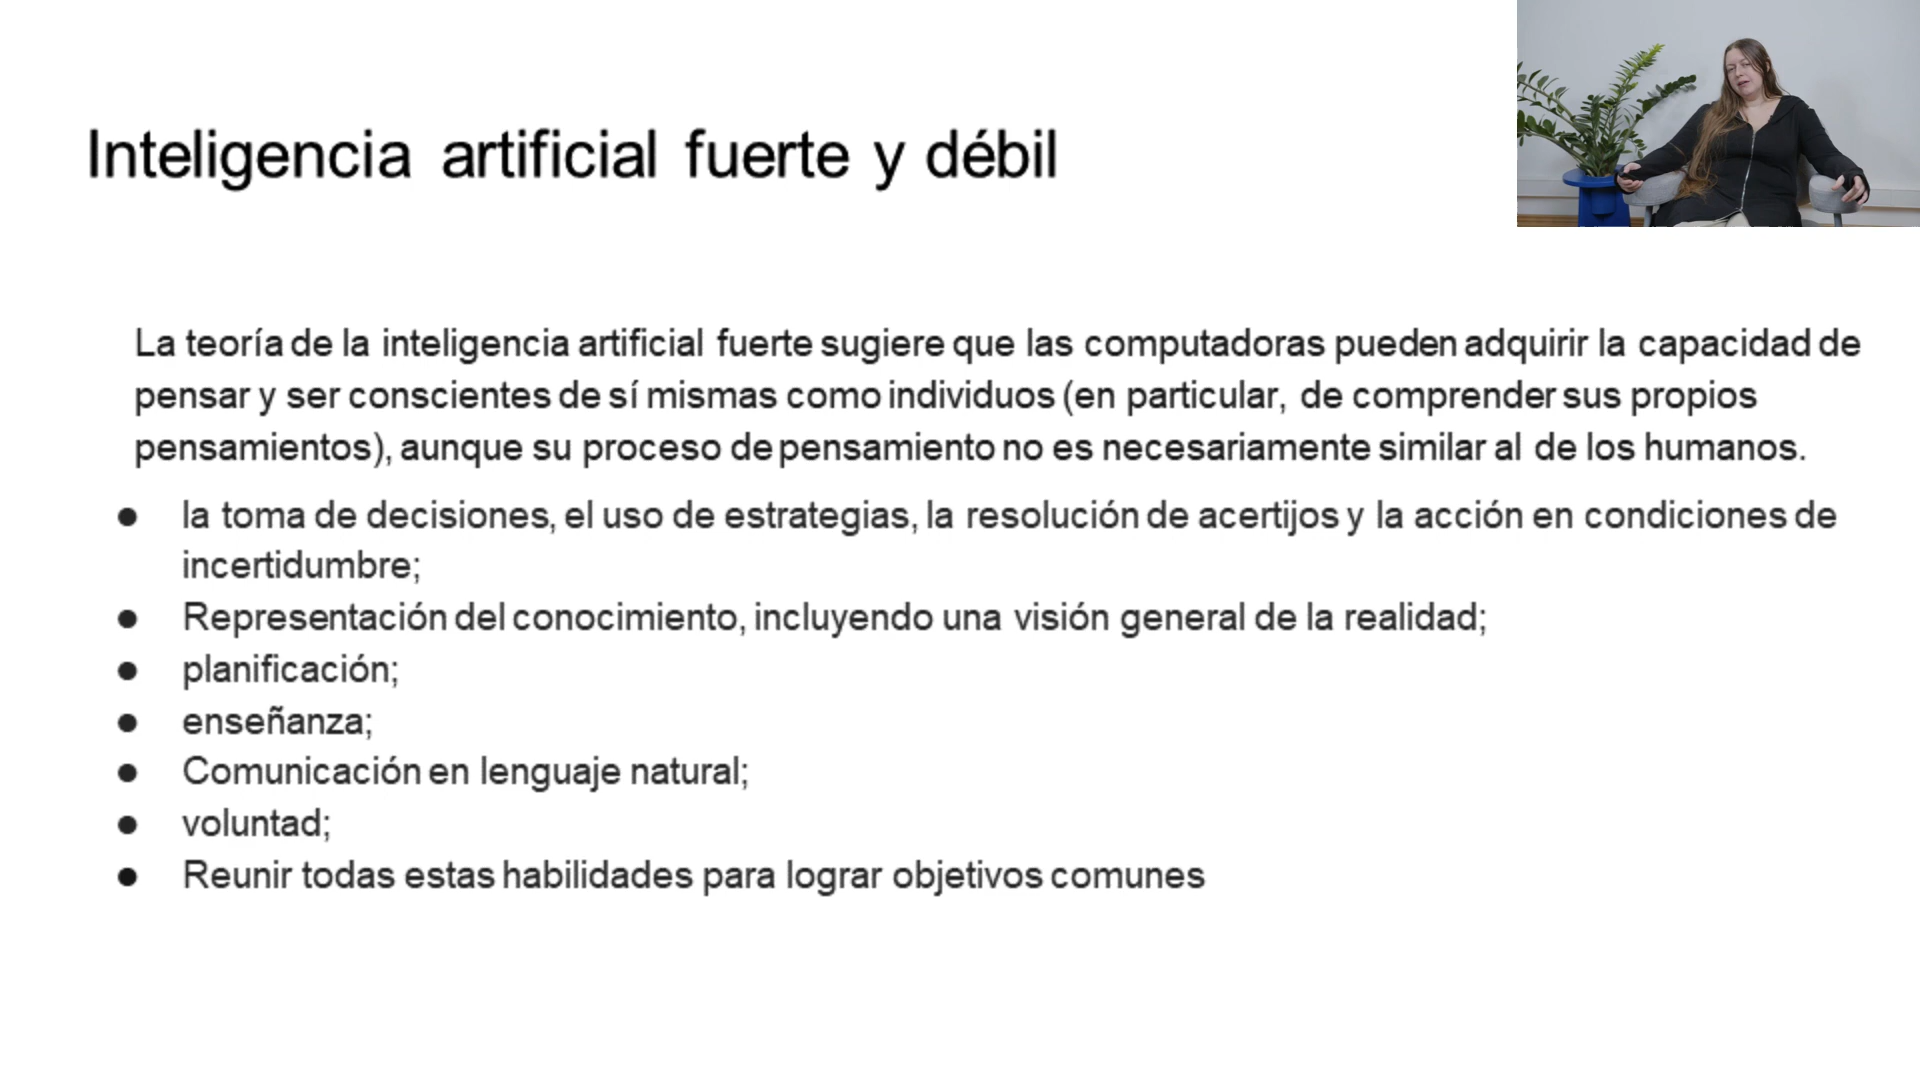 Inteligencia artificial fuerte y débil
La teoría de la inteligencia artificial fuerte sugiere que las computadoras pueden adquirir la capacidad de
pensar y ser conscientes de sí mismas como individuos (en particular, de comprender sus propios
pensamientos), aunque su proceso de pensamiento no es necesariamente similar al de los humanos.
● la toma de decisiones, el uso de estrategias, la resolución de acertijos y la acción en condiciones de
incertidumbre;
● Representación del conocimiento, incluyendo una visión general de la realidad;
● planificación;
● enseñanza;
● Comunicación en lenguaje natural;
● voluntad;
● Reunir todas estas habilidades para lograr objetivos comunes